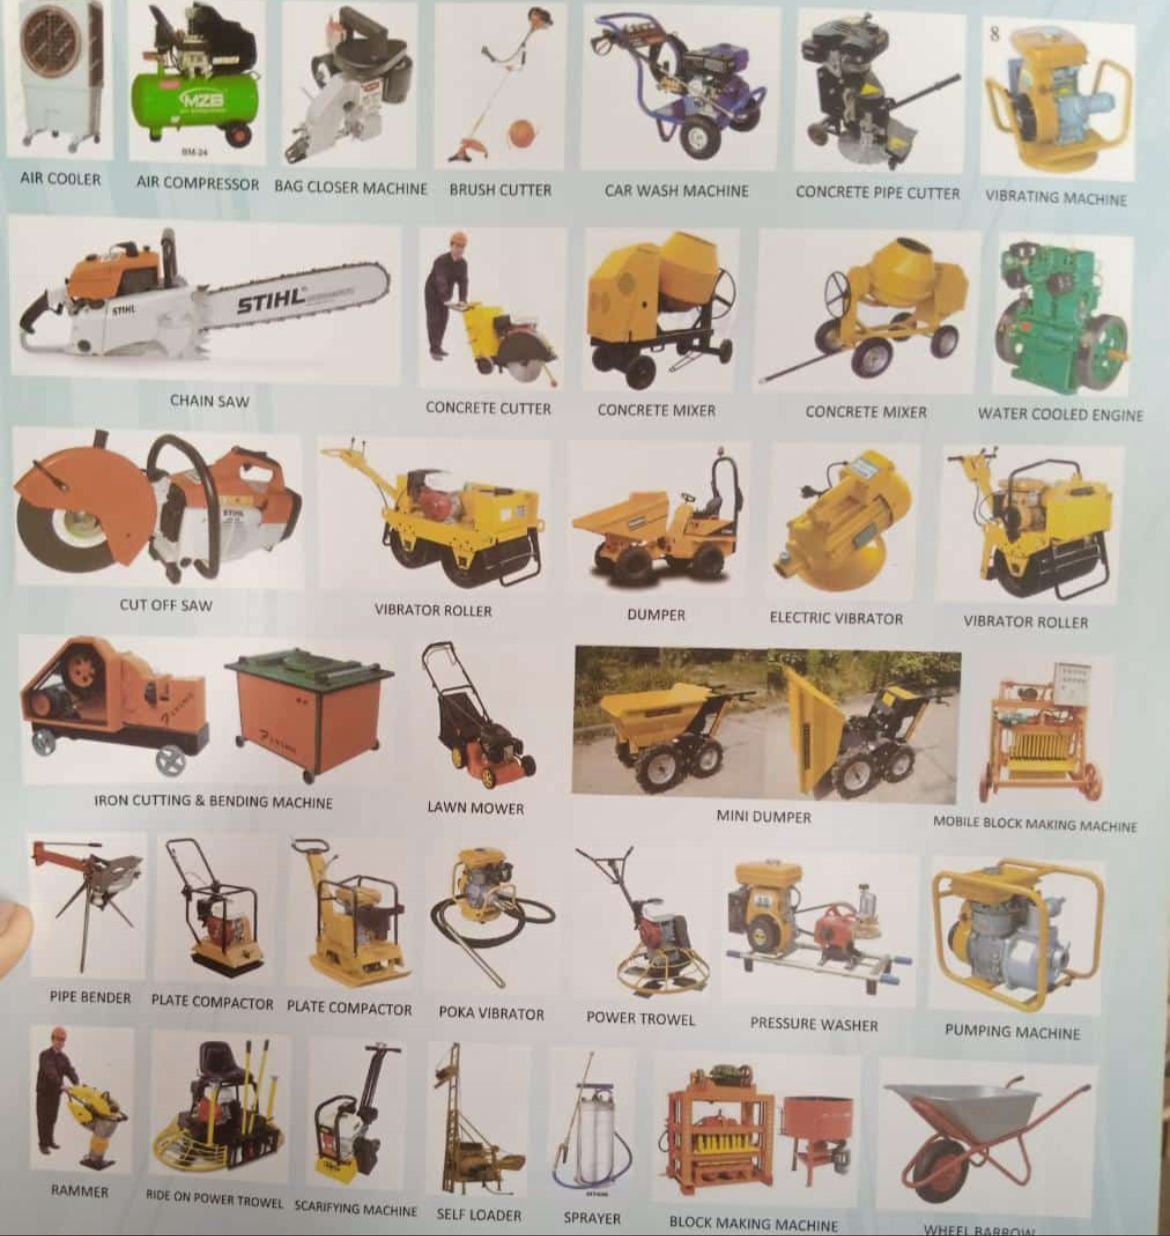 8
MZB
BM-24
AIR COOLER
AIR COMPRESSOR
BAG CLOSER MACHINE
BRUSH CUTTER
CAR WASH MACHINE
CONCRETE PIPE CUTTER
VIBRATING MACHINE
STIHL
STIHL
CHAIN SAW
CONCRETE CUTTER
CONCRETE MIXER
CONCRETE MIXER
WATER COOLED ENGINE
STIHL
CUT OFF SAW
VIBRATOR ROLLER
DUMPER
ELECTRIC VIBRATOR
VIBRATOR ROLLER
IRON CUTTING & BENDING MACHINE
LAWN MOWER
MINI DUMPER
MOBILE BLOCK MAKING MACHINE
PIPE BENDER
PLATE COMPACTOR
PLATE COMPACTOR
POKA VIBRATOR
POWER TROWEL
PRESSURE WASHER
PUMPING MACHINE
RAMMER
RIDE ON POWER TROWEL
SCARIFYING MACHINE
SELF LOADER
SPRAYER
BLOCK MAKING MACHINE
WHEEL BARROW